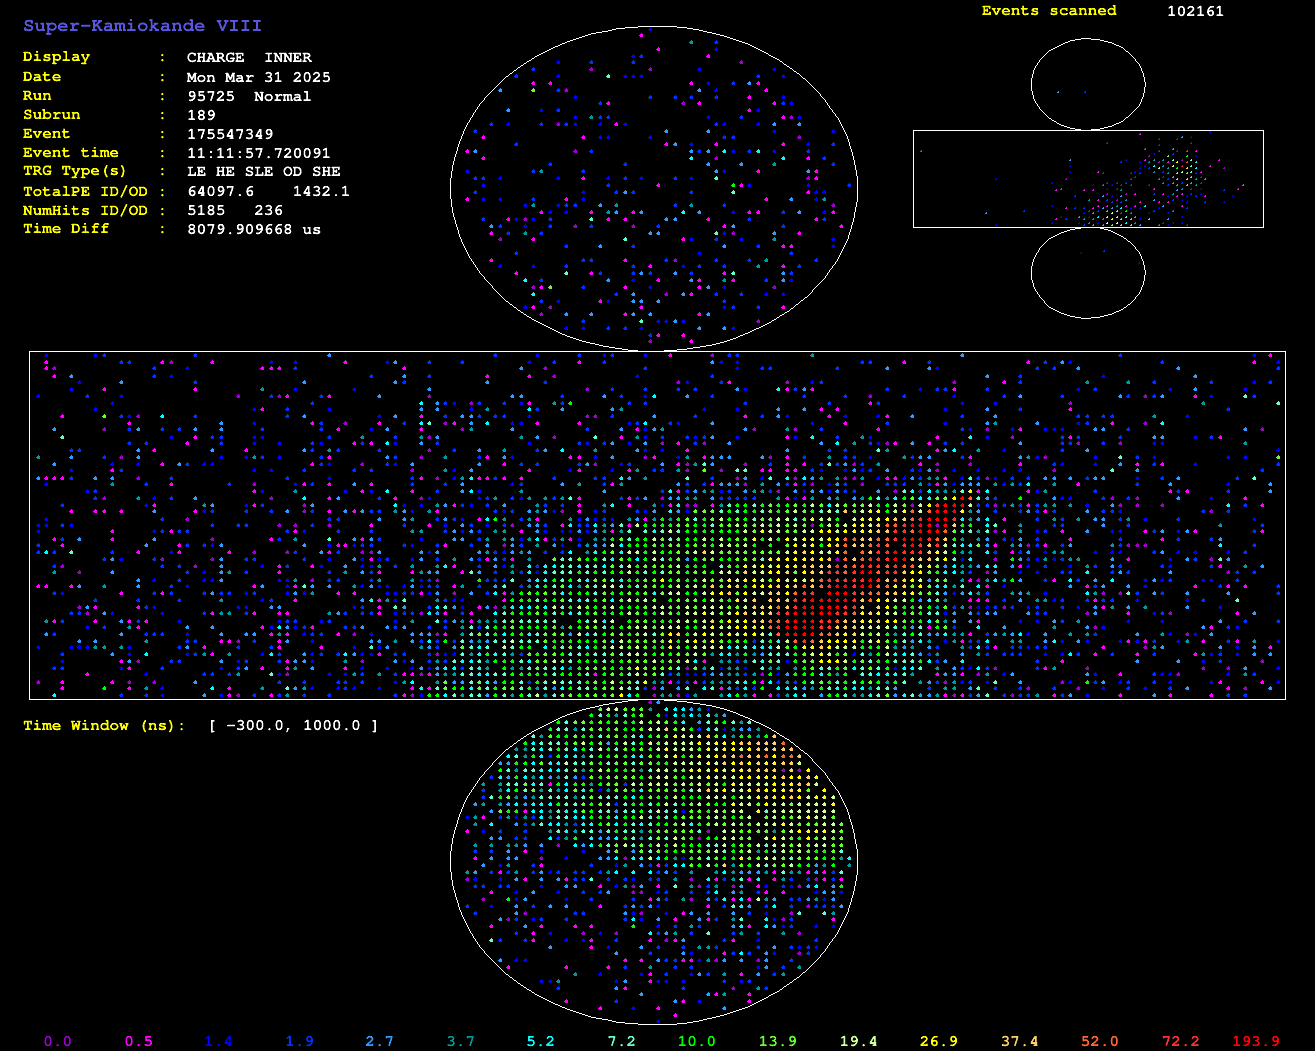 Super-Kamiokande VIII
Events scanned 102161
Display : CHARGE INNER
Date : Mon Mar 31 2025
Run : 95725 Normal
Subrun : 189
Event : 175547349
Event time : 11:11:57.720091
TRG Type(s) : LE HE SLE OD SHE
TotalPE ID/OD : 64097.6 1432.1
NumHits ID/OD : 5185 236
Time Diff : 8079.909668 us
Time Window (ns): [ -300.0, 1000.0 ]
0.0 0.5 1.4 1.9 2.7 3.7 5.2 7.2 10.0 13.9 19.4 26.9 37.4 52.0 72.2 193.9